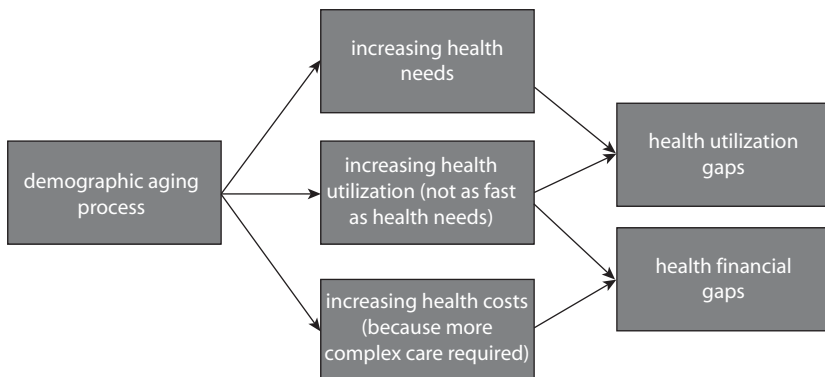 demographic aging
process
increasing health
needs
increasing health
utilization (not as fast
as health needs)
increasing health costs
(because more
complex care required)
health utilization
gaps
health financial
gaps